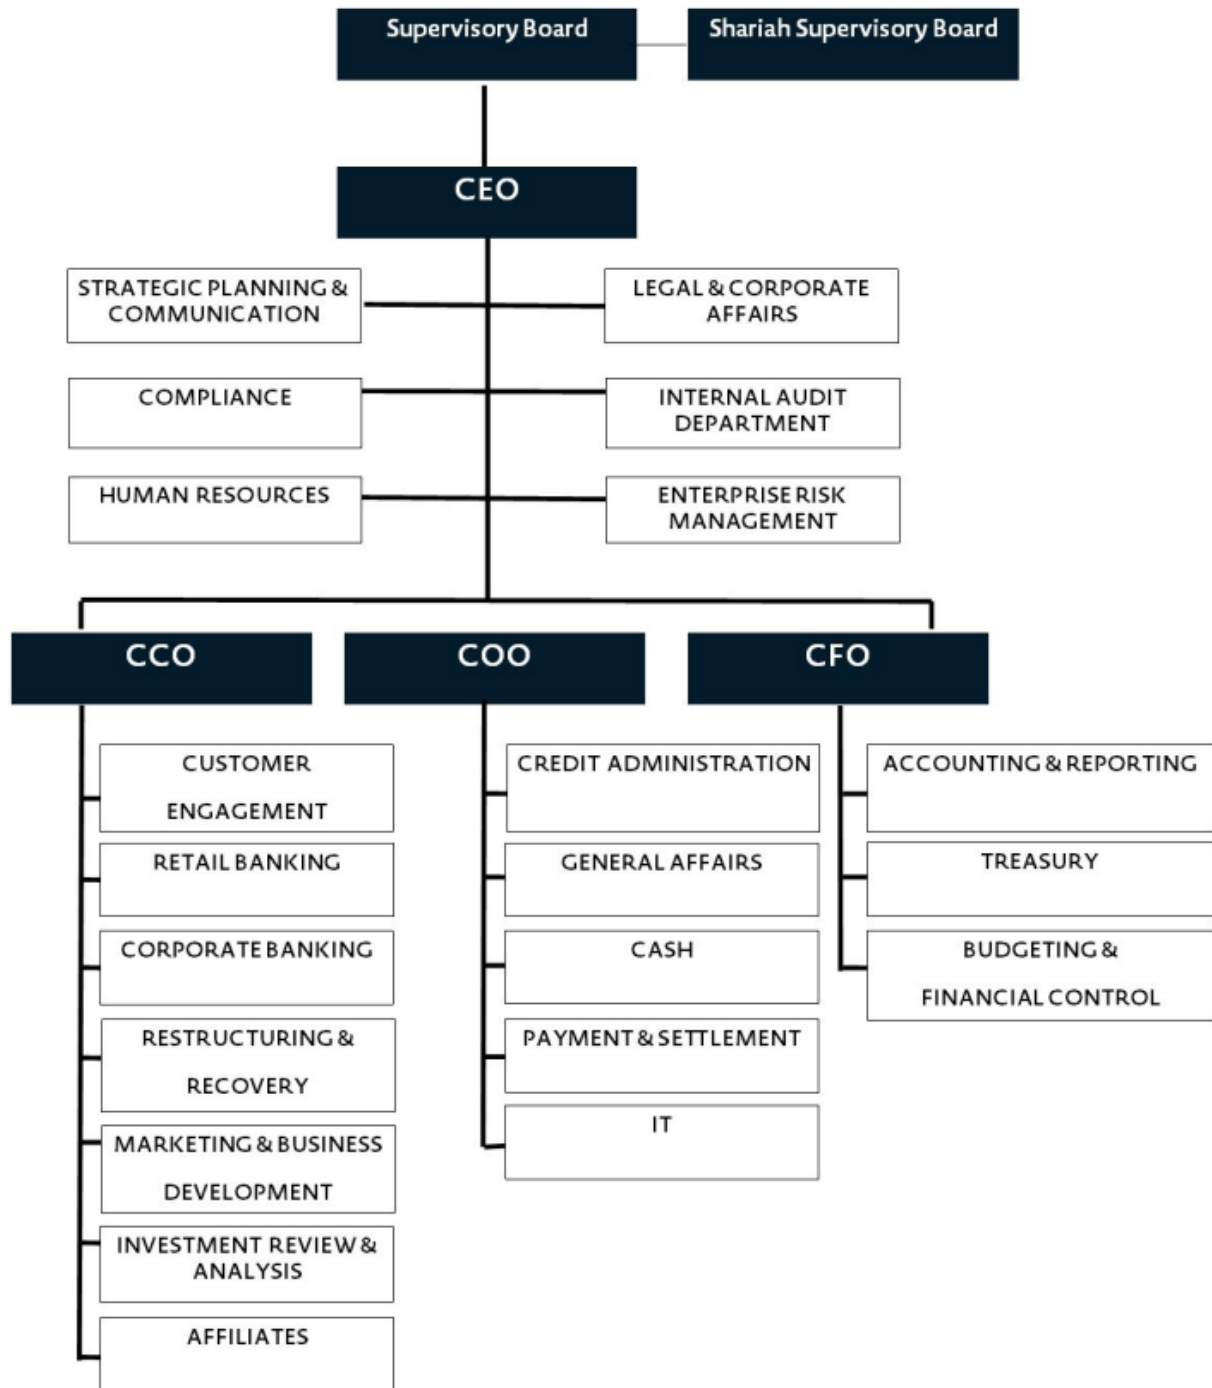 Supervisory Board
Shariah Supervisory Board
CEO
STRATEGIC PLANNING &
COMMUNICATION
LEGAL & CORPORATE
AFFAIRS
COMPLIANCE
INTERNAL AUDIT
DEPARTMENT
HUMAN RESOURCES
ENTERPRISE RISK
MANAGEMENT
CCO
COO
CFO
CUSTOMER
ENGAGEMENT
RETAIL BANKING
CORPORATE BANKING
RESTRUCTURING &
RECOVERY
MARKETING & BUSINESS
DEVELOPMENT
INVESTMENT REVIEW &
ANALYSIS
AFFILIATES
CREDIT ADMINISTRATION
GENERAL AFFAIRS
CASH
PAYMENT & SETTLEMENT
IT
ACCOUNTING & REPORTING
TREASURY
BUDGETING &
FINANCIAL CONTROL